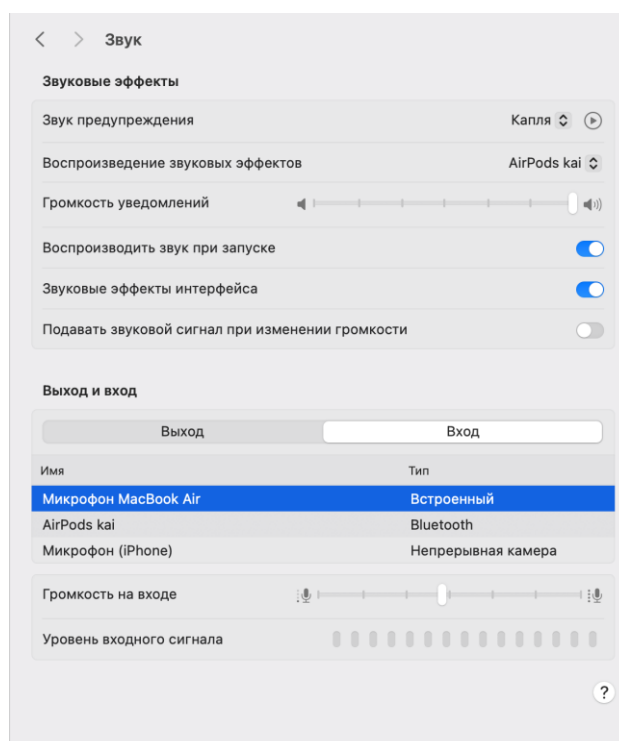 Звук
Звуковые эффекты
Звук предупреждения Капля
Воспроизведение звуковых эффектов AirPods kai
Громкость уведомлений
Воспроизводить звук при запуске
Звуковые эффекты интерфейса
Подавать звуковой сигнал при изменении громкости
Выход и вход
Выход Вход
Имя Тип
Микрофон MacBook Air Встроенный
AirPods kai Bluetooth
Микрофон (iPhone) Непрерывная камера
Громкость на входе
Уровень входного сигнала
?